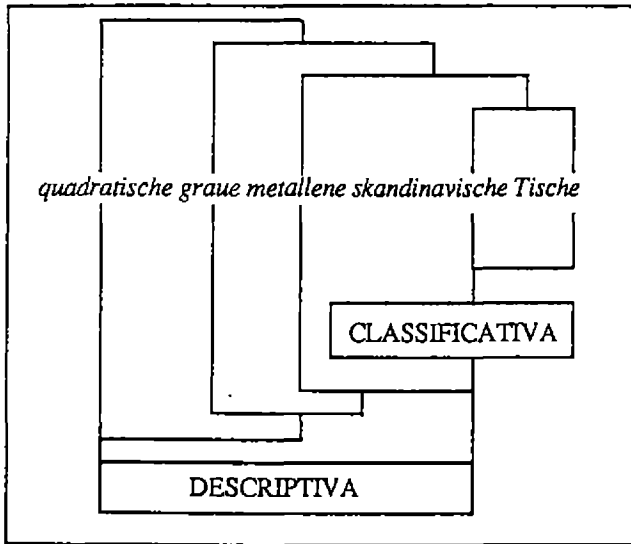 quadratische graue metallene skandinavische Tische
CLASSIFICATIVA
DESCRIPTIVA